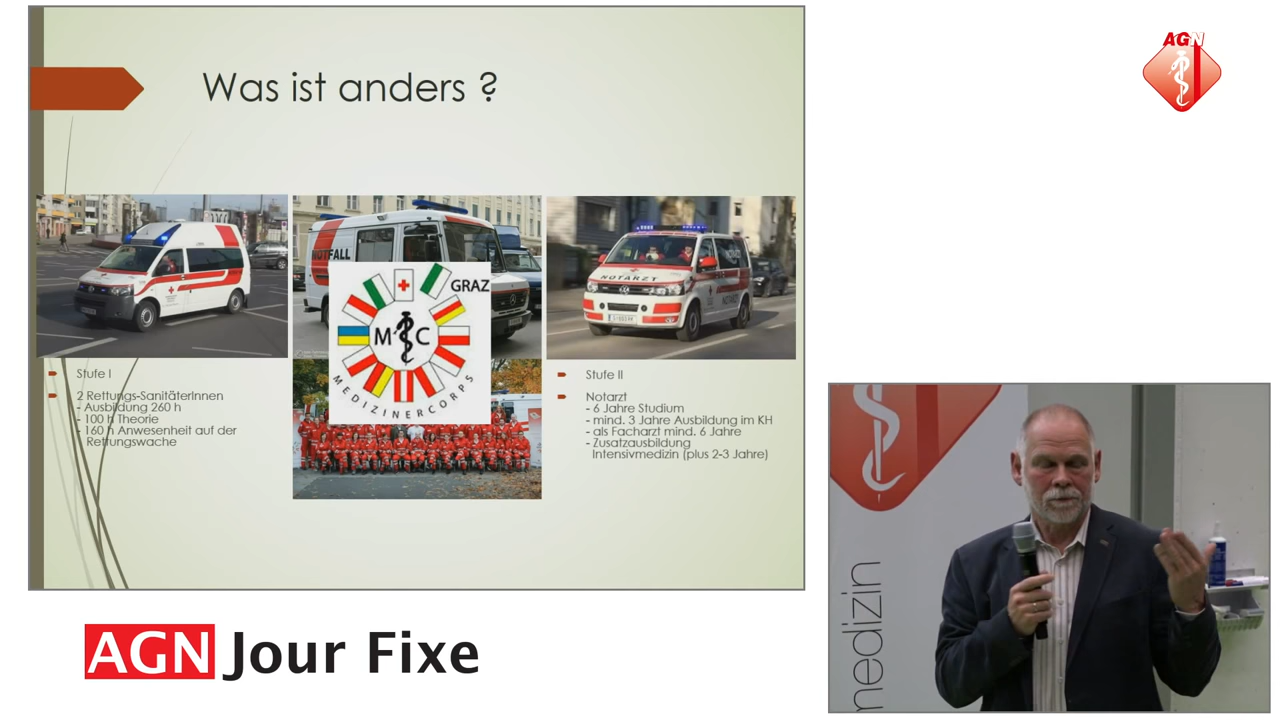 Was ist anders ?
AGN
NOTFALL
GRAZ
M C
MEDIZINERCORPS
NOTARZT
NOTARZT
Stufe I
2 Rettungs-SanitäterInnen
- Ausbildung 260 h
- 100 h Theorie
- 160 h Anwesenheit auf der
Rettungswache
Stufe II
Notarzt
- 6 Jahre Studium
- mind. 3 Jahre Ausbildung im KH
- als Facharzt mind. 6 Jahre
- Zusatzausbildung
Intensivmedizin (plus 2-3 Jahre)
medizin
AGN Jour Fixe